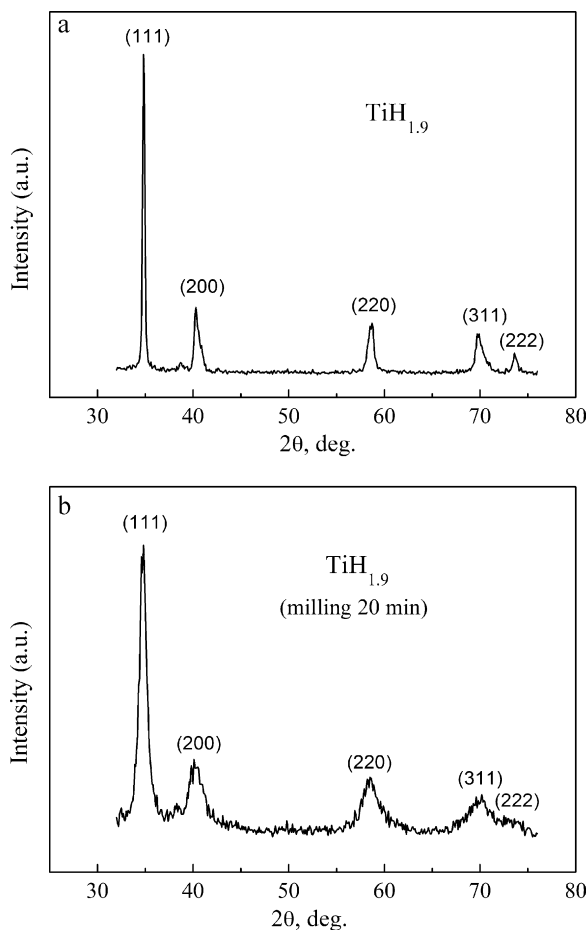 a
(111)
TiH1.9
(200)
(220)
(311)
(222)
Intensity (a.u.)
30 40 50 60 70 80
2θ, deg.
b
(111)
TiH1.9
(milling 20 min)
(200)
(220)
(311)
(222)
Intensity (a.u.)
30 40 50 60 70 80
2θ, deg.